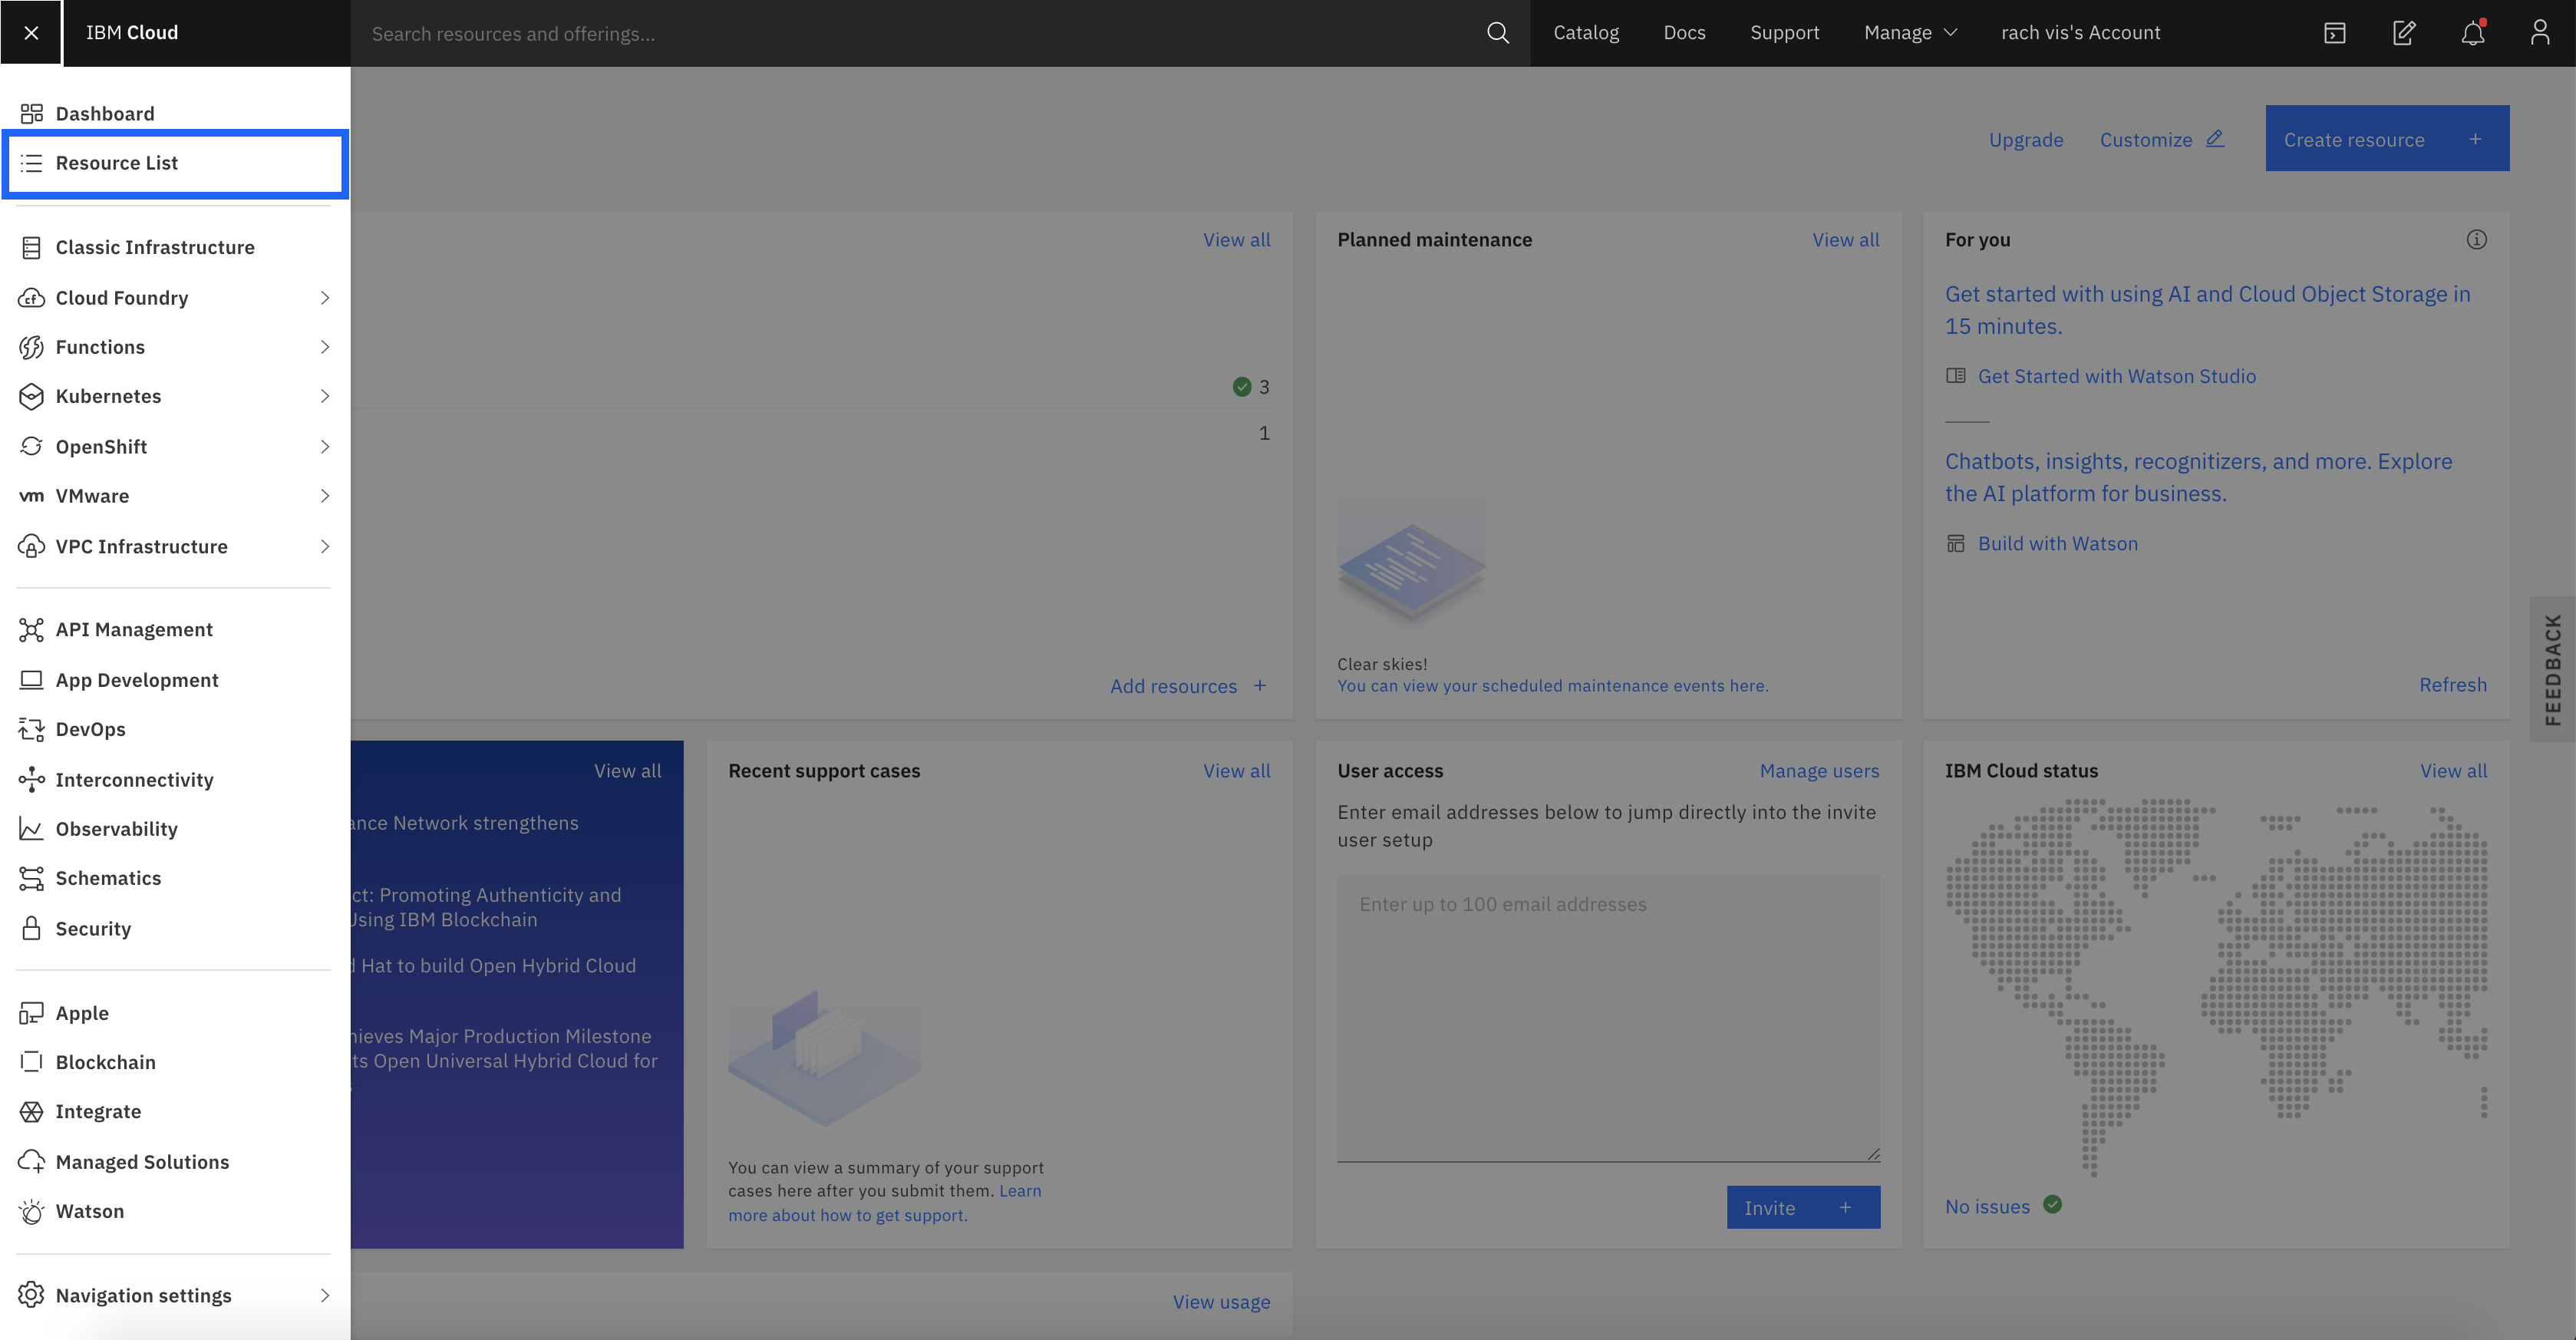 IBM Cloud
Search resources and offerings...
Catalog
Docs
Support
Manage
rach vis's Account
Dashboard
Resource List
Classic Infrastructure
Cloud Foundry
Functions
Kubernetes
OpenShift
vm VMware
VPC Infrastructure
API Management
App Development
DevOps
Interconnectivity
Observability
Schematics
Security
Apple
Blockchain
Integrate
Managed Solutions
Watson
Navigation settings
Upgrade
Customize
Create resource +
View all
3
1
Add resources +
Planned maintenance
View all
Clear skies!
You can view your scheduled maintenance events here.
For you
Get started with using AI and Cloud Object Storage in
15 minutes.
Get Started with Watson Studio
Chatbots, insights, recognitizers, and more. Explore
the AI platform for business.
Build with Watson
Refresh
FEEDBACK
View all
Network strengthens
Promoting Authenticity and
IBM Blockchain
Hat to build Open Hybrid Cloud
Major Production Milestone
Open Universal Hybrid Cloud for
Recent support cases
View all
You can view a summary of your support
cases here after you submit them. Learn
more about how to get support.
User access
Manage users
Enter email addresses below to jump directly into the invite
user setup
Enter up to 100 email addresses
Invite +
IBM Cloud status
View all
No issues
View usage